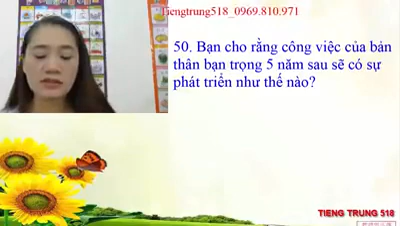 Tiengtrung518_0969.810.971
50. Bạn cho rằng công việc của bản
thân bạn trọng 5 năm sau sẽ có sự
phát triển như thế nào?
TIENG TRUNG 518